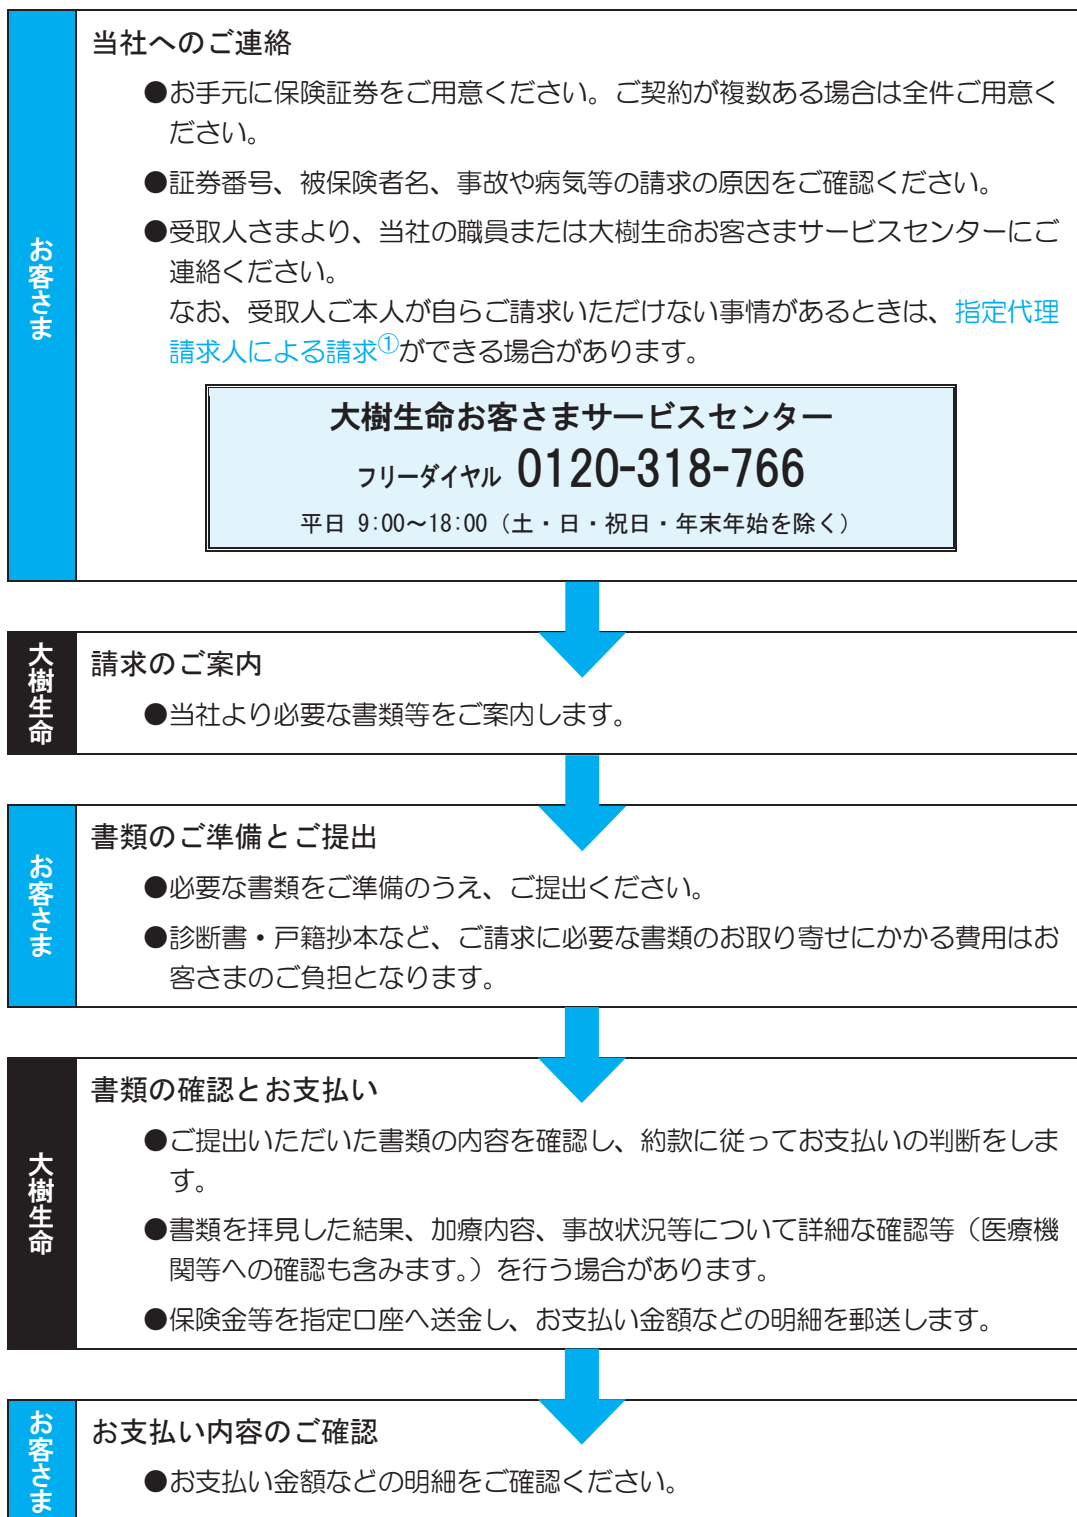 お客さま
当社へのご連絡
●お手元に保険証券をご用意ください。ご契約が複数ある場合は全件ご用意く
ださい。
●証券番号、被保険者名、事故や病気等の請求の原因をご確認ください。
●受取人さまより、当社の職員または大樹生命お客さまサービスセンターにご
連絡ください。
なお、受取人ご本人が自らご請求いただけない事情があるときは、指定代理
請求人による請求①ができる場合があります。
大樹生命お客さまサービスセンター
フリーダイヤル 0120-318-766
平日 9:00～18:00（土・日・祝日・年末年始を除く）
大樹生命
請求のご案内
●当社より必要な書類等をご案内します。
お客さま
書類のご準備とご提出
●必要な書類をご準備のうえ、ご提出ください。
●診断書・戸籍抄本など、ご請求に必要な書類のお取り寄せにかかる費用はお
客さまのご負担となります。
大樹生命
書類の確認とお支払い
●ご提出いただいた書類の内容を確認し、約款に従ってお支払いの判断をしま
す。
●書類を拝見した結果、加療内容、事故状況等について詳細な確認等（医療機
関等への確認も含みます。）を行う場合があります。
●保険金等を指定口座へ送金し、お支払い金額などの明細を郵送します。
お客さま
お支払い内容のご確認
●お支払い金額などの明細をご確認ください。